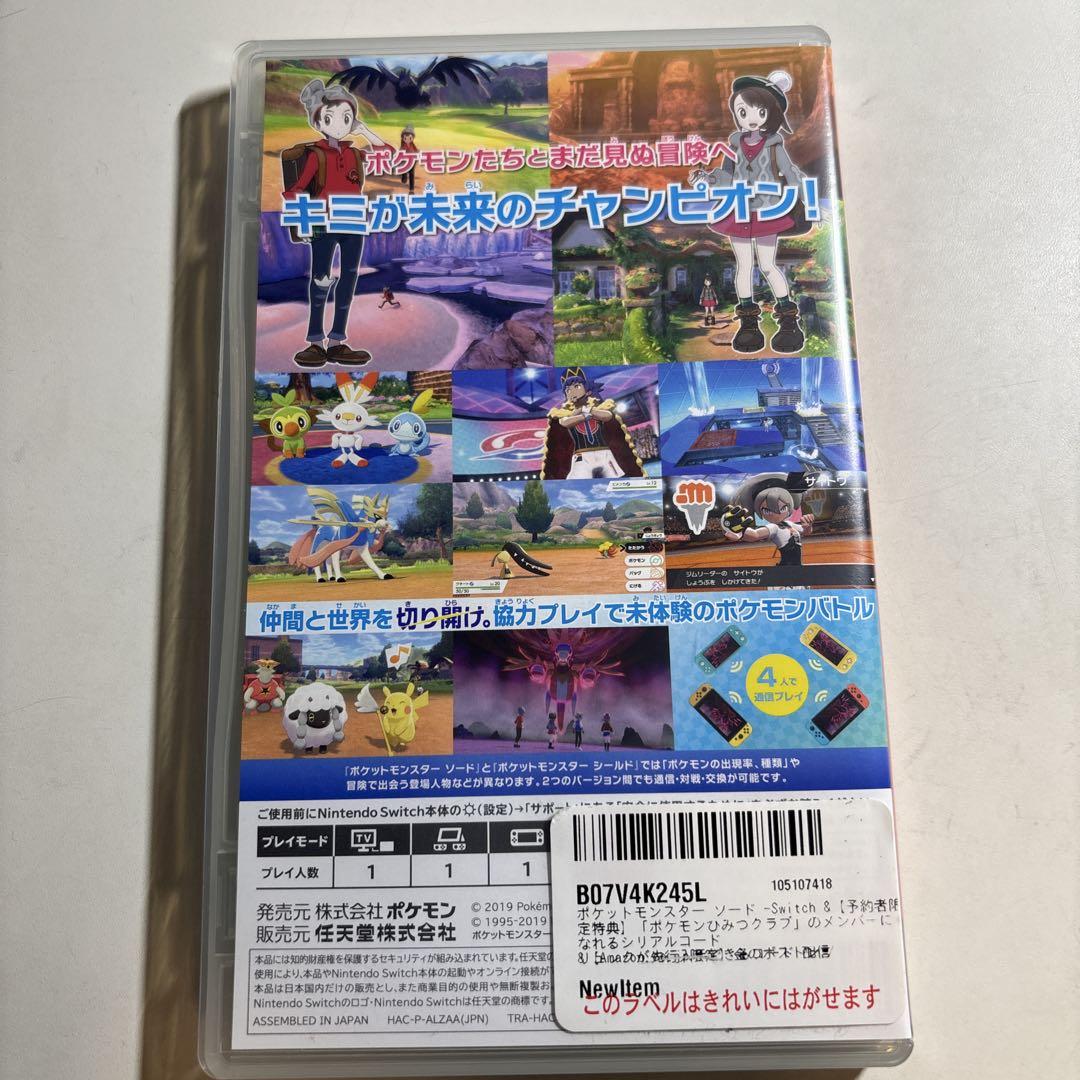 ポケモンたちとまだ見ぬ冒険へ
キミが未来のチャンピオン!
サイトウ
ジムリーダーの サイトウが
しょうぶを しかけてきた!
たたかう
ポケモン
バッグ
にげる
仲間と世界を切り開け。協力プレイで未体験のポケモンバトル
4人で
通信プレイ
『ポケットモンスター ソード』と『ポケットモンスター シールド』では「ポケモンの出現率、種類」や
冒険で出会う登場人物などが異なります。2つのバージョン間でも通信・対戦・交換が可能です。
ご使用前にNintendo Switch本体の(設定)→「サポート
プレイモード TV
プレイ人数 1 1 1
発売元 株式会社ポケモン
販売元 任天堂株式会社
© 2019 Pokém
© 1995-2019
ポケットモンスター
本品には知的財産権を保護するセキュリティが組み込まれています。任天堂の
使用により、本品やNintendo Switch本体の起動やオンライン接続が
本品は日本国内だけの販売とし、また商業目的の使用や無断複製お
Nintendo Switchのロゴ・Nintendo Switchは任天堂の商標です。
ASSEMBLED IN JAPAN HAC-P-ALZAA(JPN) TRA-HAC
B07V4K245L 105107418
ポケットモンスター ソード -Switch &【予約者限
定特典】「ポケモンひみつクラブ」のメンバーに
なれるシリアルコード
NewItem
このラベルはきれいにはがせます